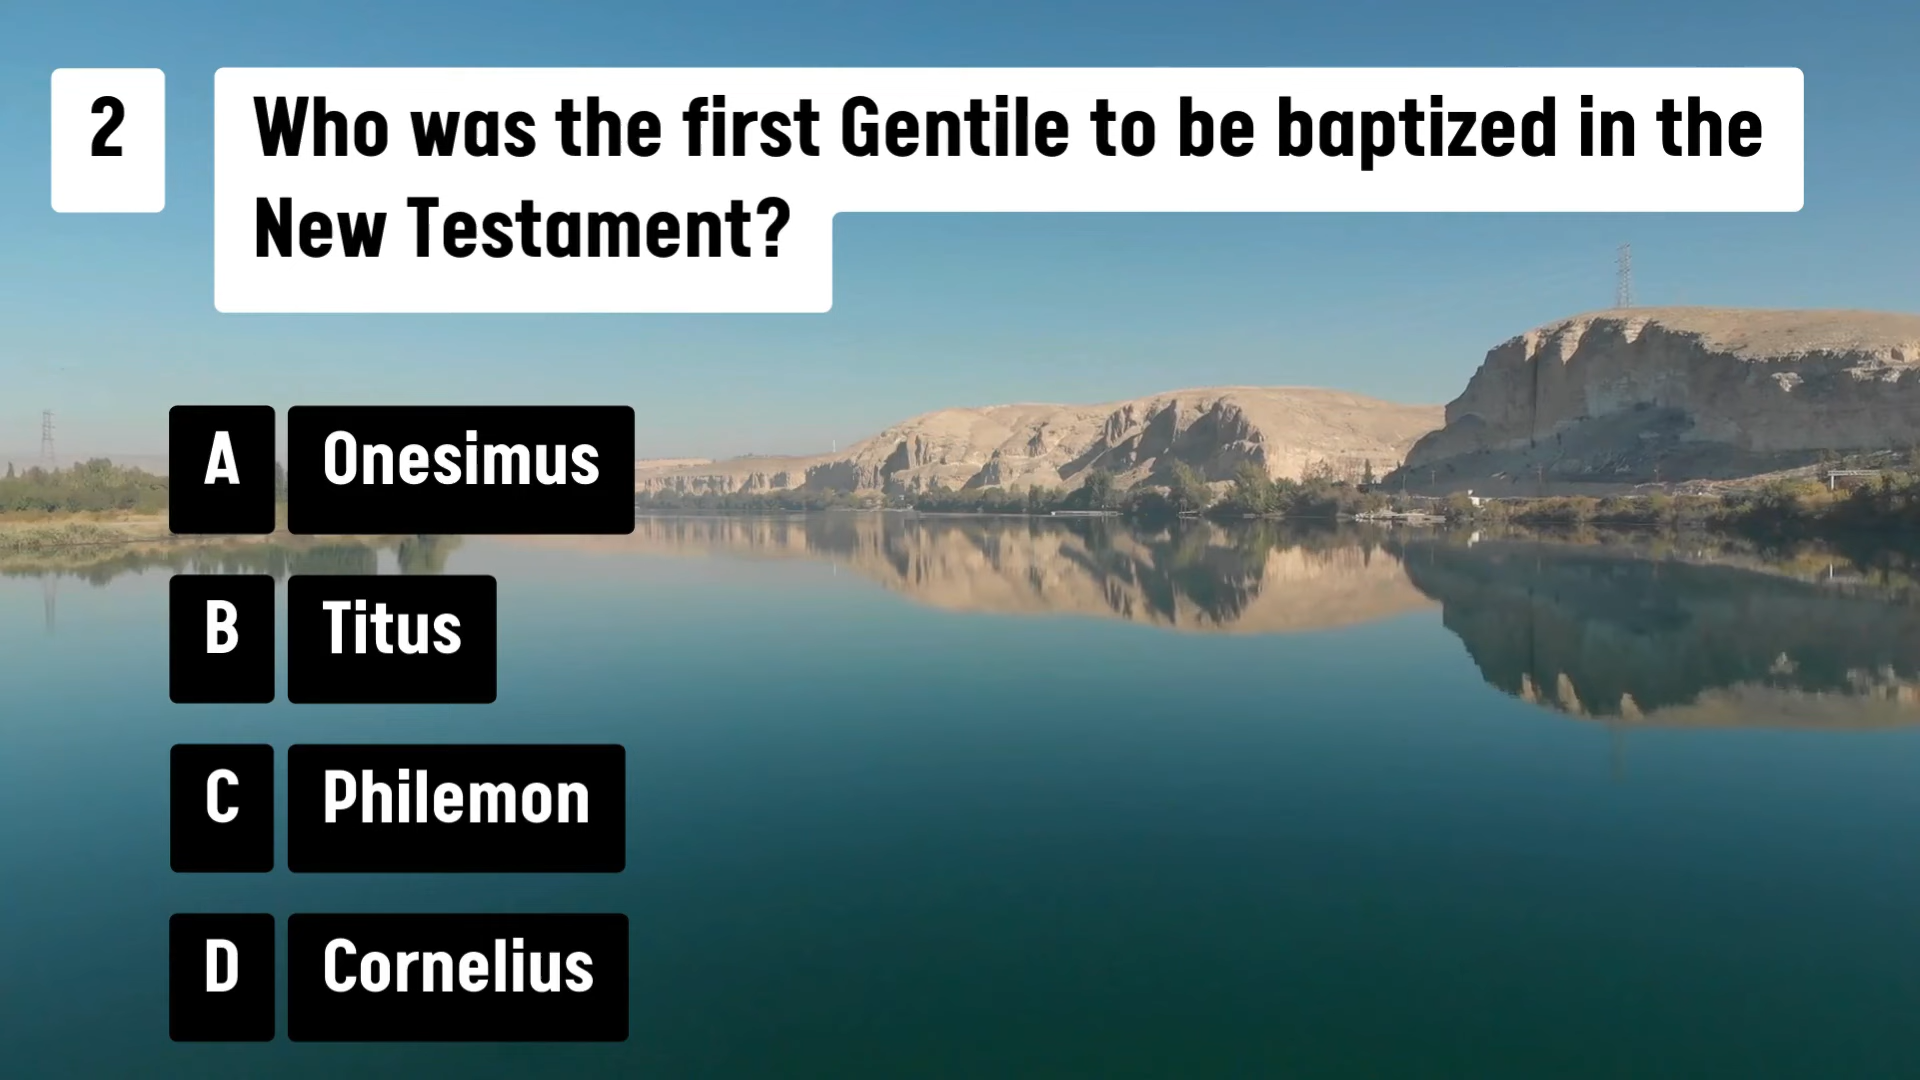 2
Who was the first Gentile to be baptized in the
New Testament?
A Onesimus
B Titus
C Philemon
D Cornelius